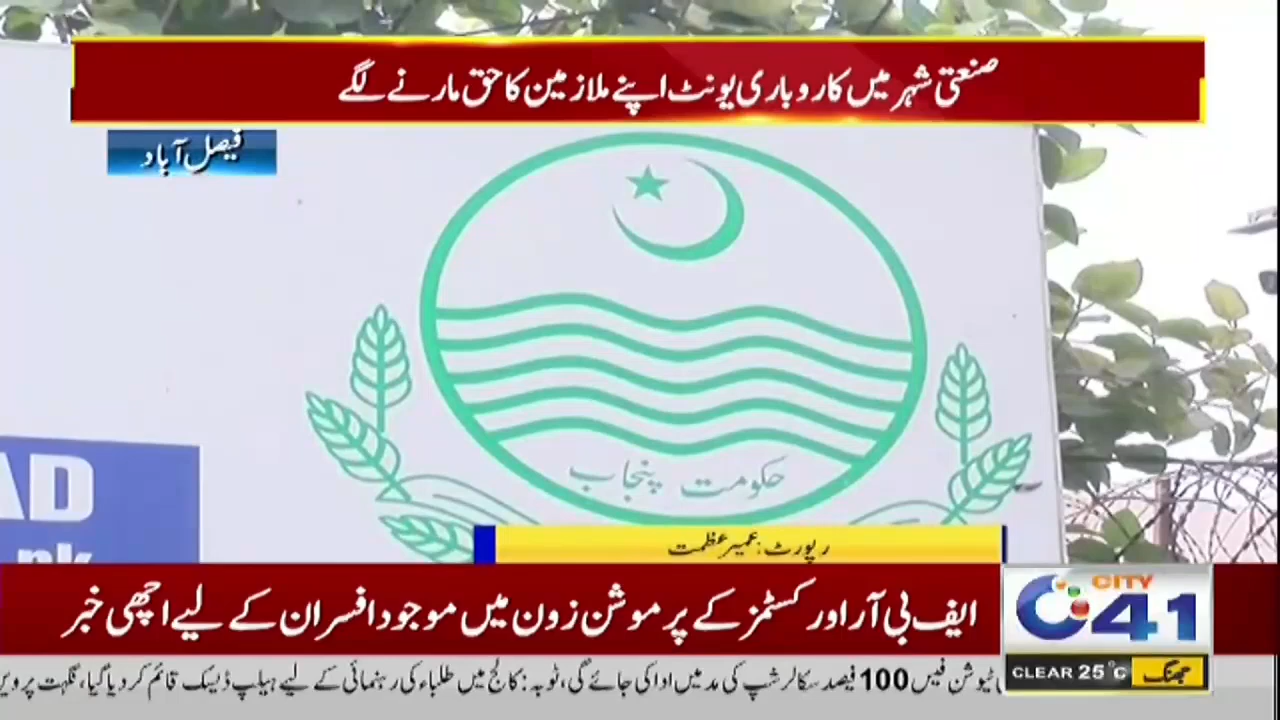 صنعتی شہر میں کاروباری یونٹ اپنے ملازمین کا حق مارنے لگے
فیصل آباد
حکومت پنجاب
AD
nk
رپورٹ: عمیر عظمت
ایف بی آر اور کسٹمز کے پرموشن زون میں موجود افسران کے لیے اچھی خبر
CITY
41
CLEAR 25°C
جھنگ
ٹیوشن فیس 100 فیصد سکالرشپ کی مد میں ادا کی جائے گی، ٹوبہ: کالج میں طلباء کی رہنمائی کے لیے ہیلپ ڈیسک قائم کر دیا گیا، نگہت پروین